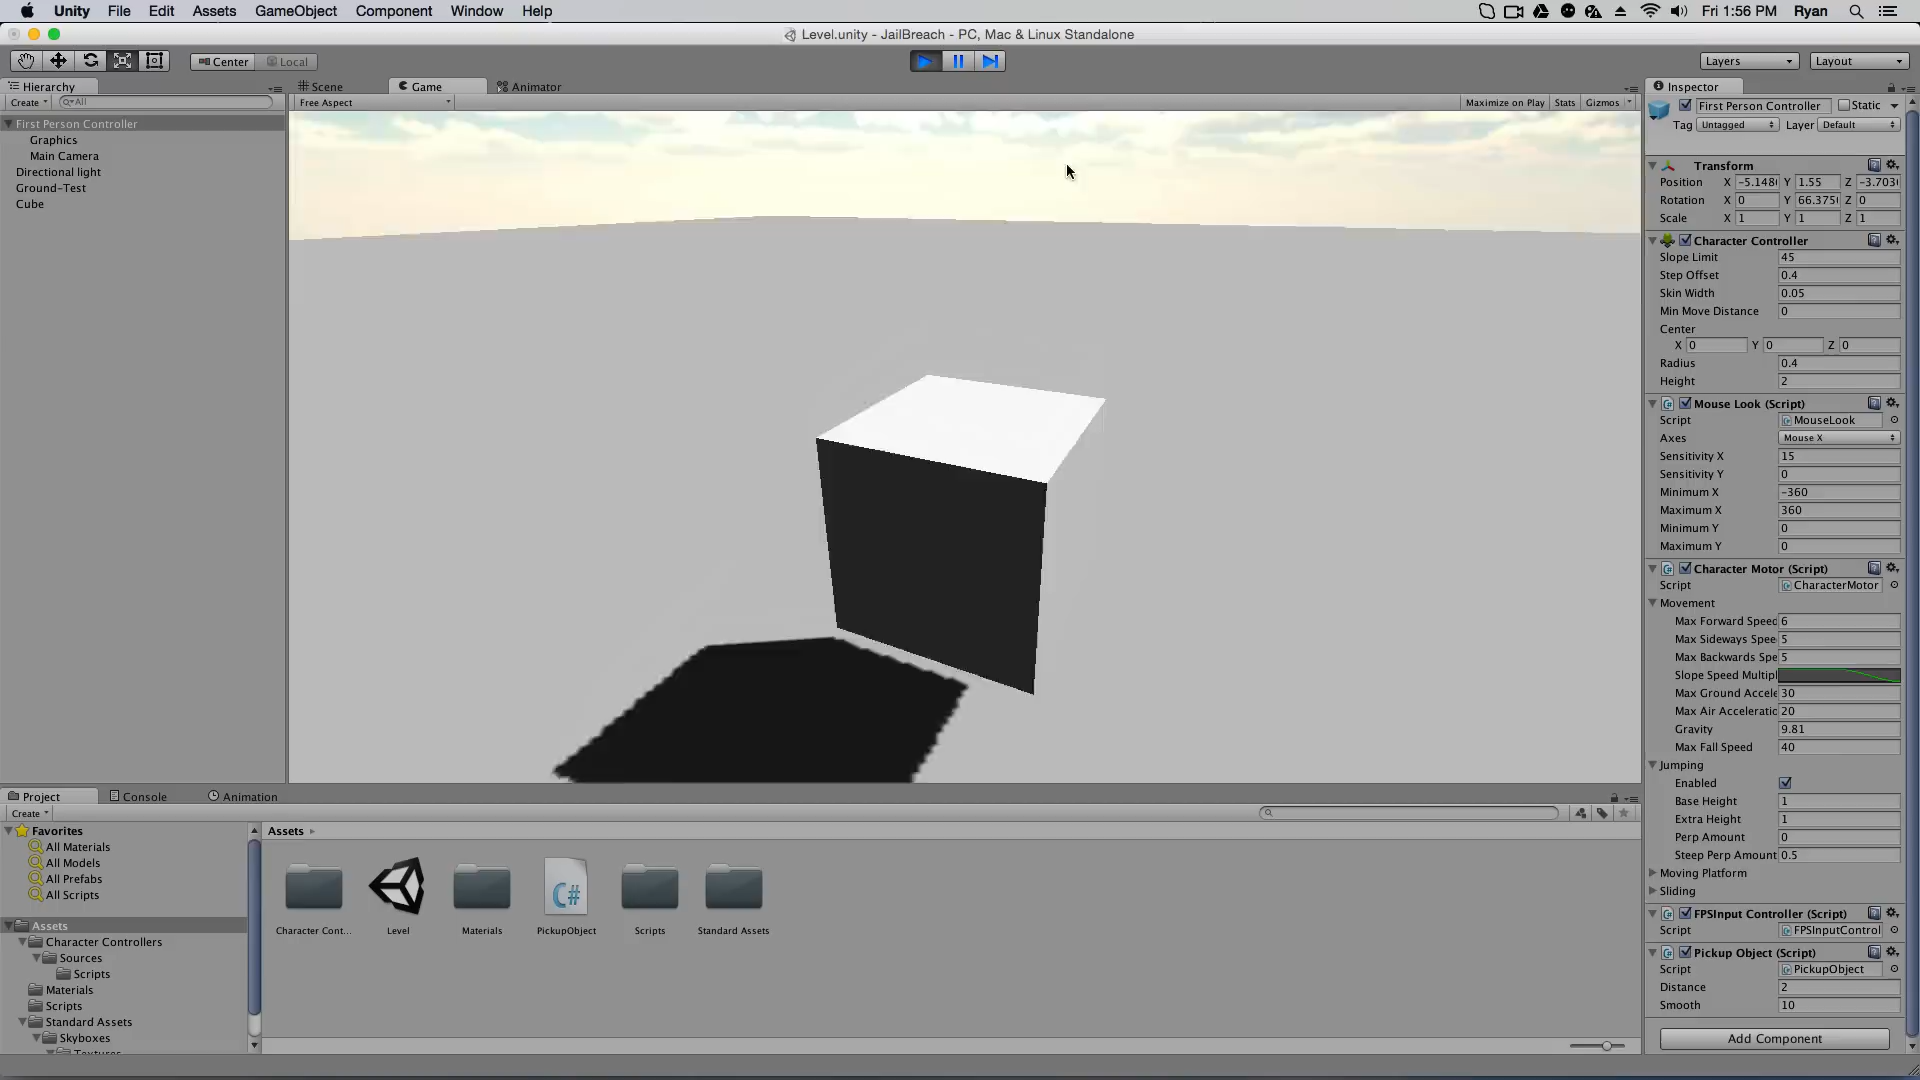 Unity File Edit Assets GameObject Component Window Help Fri 1:56 PM Ryan
Level.unity - JailBreach - PC, Mac & Linux Standalone
Center Local Layers Layout
Hierarchy
Create All
First Person Controller
Graphics
Main Camera
Directional light
Ground-Test
Cube
Scene Game Animator
Free Aspect Maximize on Play Stats Gizmos
Inspector
First Person Controller Static
Tag Untagged Layer Default
Transform
Position X -5.148 Y 1.55 Z -3.703
Rotation X 0 Y 66.375 Z 0
Scale X 1 Y 1 Z 1
Character Controller
Slope Limit 45
Step Offset 0.4
Skin Width 0.05
Min Move Distance 0
Center
X 0 Y 0 Z 0
Radius 0.4
Height 2
Mouse Look (Script)
Script MouseLook
Axes Mouse X
Sensitivity X 15
Sensitivity Y 0
Minimum X -360
Maximum X 360
Minimum Y 0
Maximum Y 0
Character Motor (Script)
Script CharacterMotor
Movement
Max Forward Speed 6
Max Sideways Spee 5
Max Backwards Spe 5
Slope Speed Multipl
Max Ground Accele 30
Max Air Acceleratio 20
Gravity 9.81
Max Fall Speed 40
Jumping
Enabled
Base Height 1
Extra Height 1
Perp Amount 0
Steep Perp Amount 0.5
Moving Platform
Sliding
FPSInput Controller (Script)
Script FPSInputControl
Pickup Object (Script)
Script PickupObject
Distance 2
Smooth 10
Add Component
Project Console Animation
Create
Favorites
All Materials
All Models
All Prefabs
All Scripts
Assets
Character Controllers
Sources
Scripts
Materials
Scripts
Standard Assets
Skyboxes
Textures
Assets
C#
Character Cont... Level Materials PickupObject Scripts Standard Assets